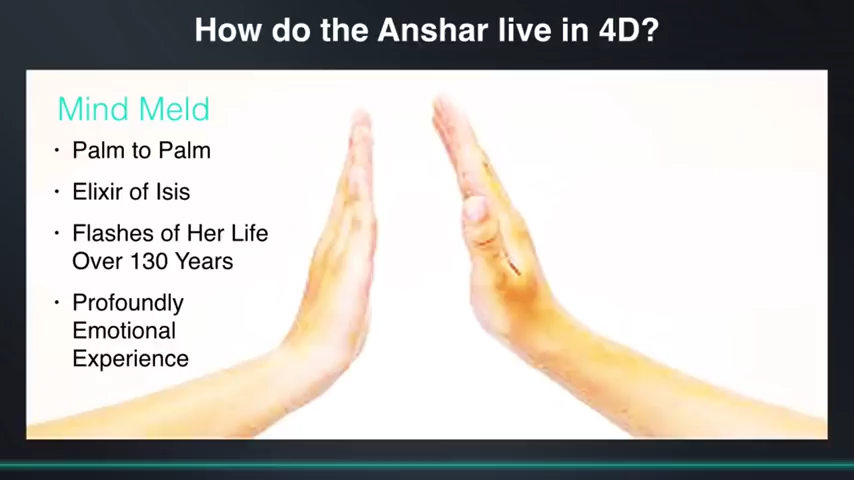 How do the Anshar live in 4D?
Mind Meld
· Palm to Palm
· Elixir of Isis
· Flashes of Her Life
Over 130 Years
· Profoundly
Emotional
Experience